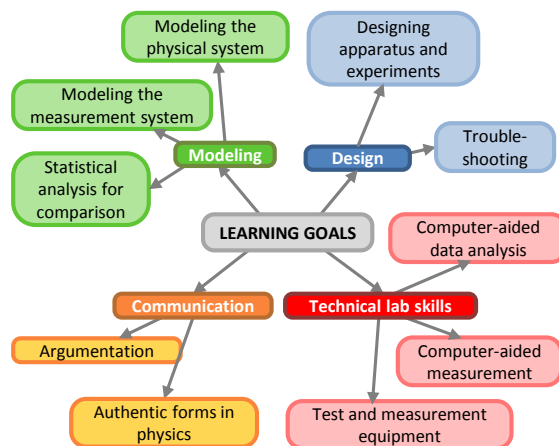 Modeling the
physical system
Designing
apparatus and
experiments
Modeling the
measurement system
Modeling
Design
Trouble-
shooting
Statistical
analysis for
comparison
LEARNING GOALS
Computer-aided
data analysis
Communication
Technical lab skills
Argumentation
Computer-aided
measurement
Authentic forms in
physics
Test and measurement
equipment